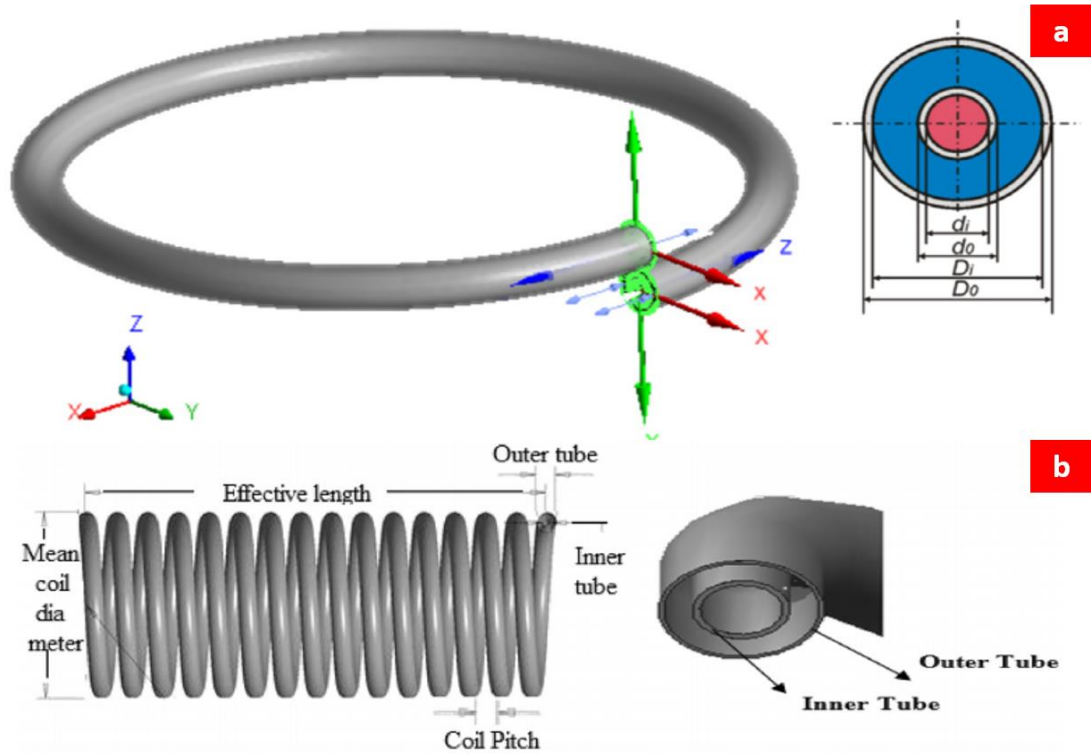 a
Z
X
X
Y
Z
X
Y
di
do
Di
Do
b
Outer tube
Effective length
Mean
coil
dia
meter
Inner
tube
Coil Pitch
Outer Tube
Inner Tube